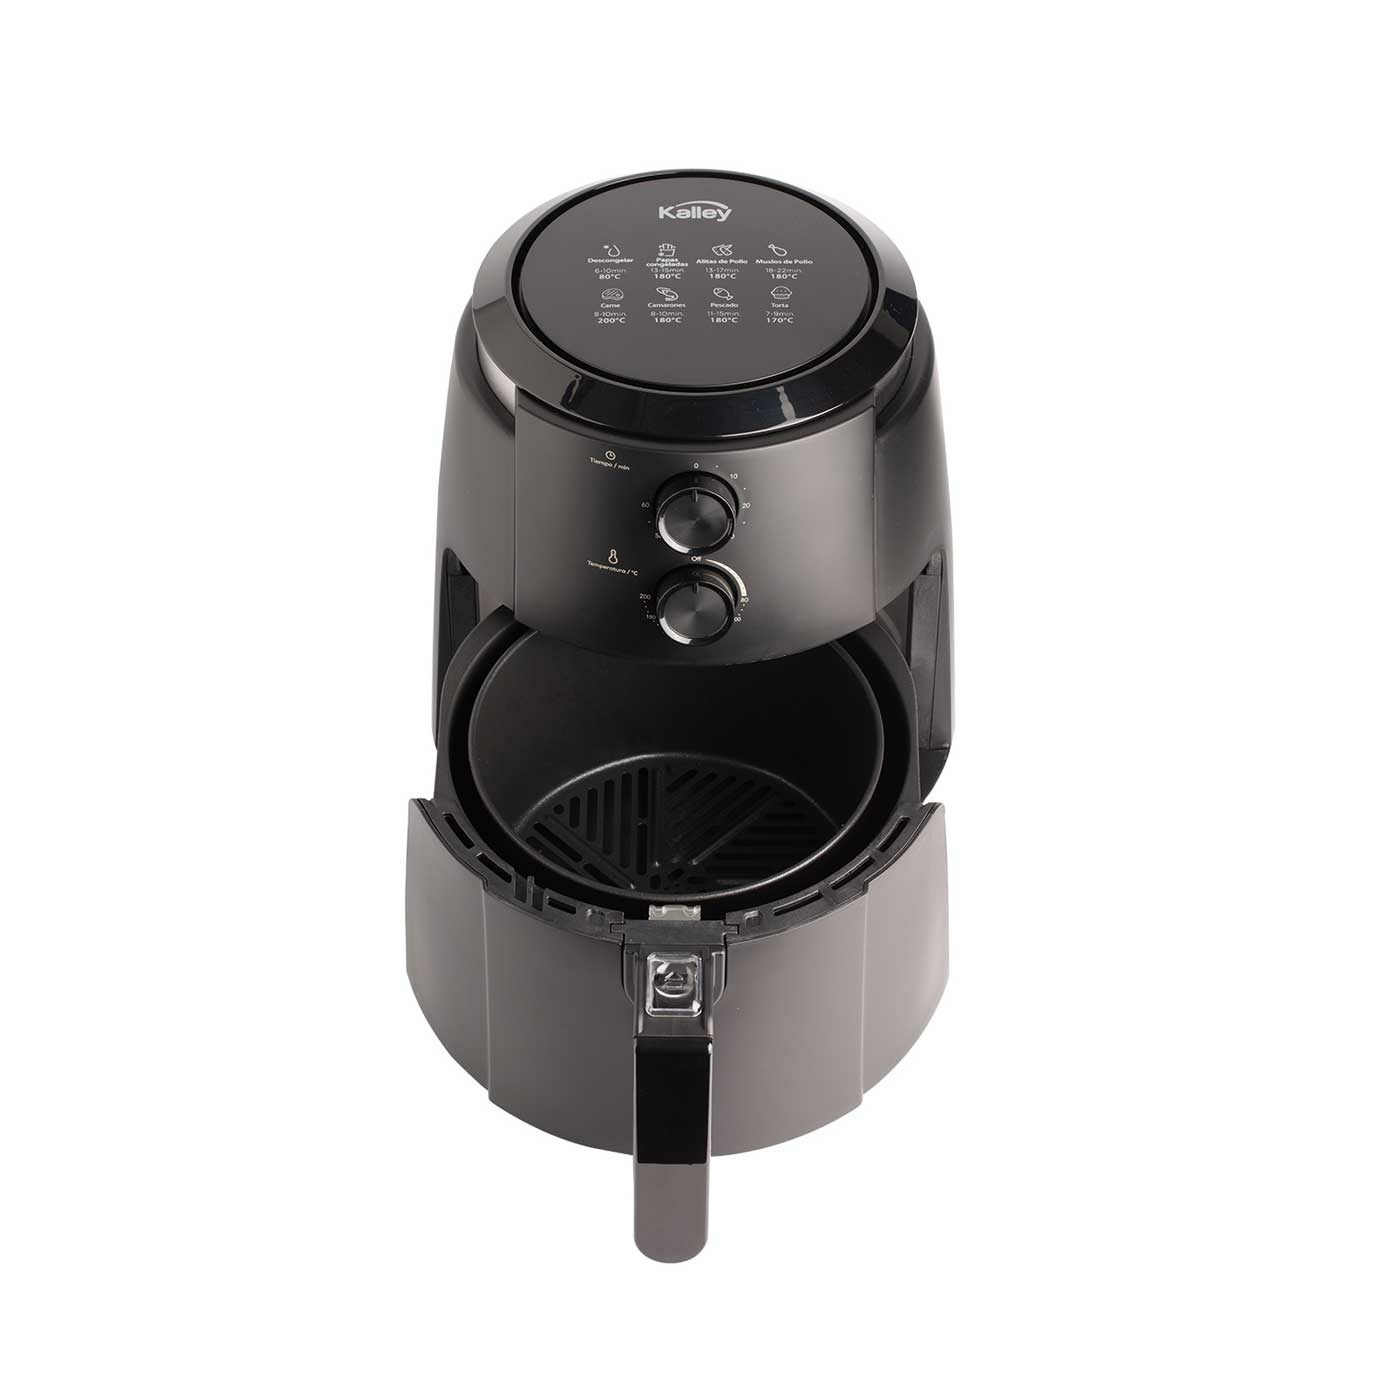 Kalley
Descongelar
6-10min.
80°C
Papas
congeladas
13-15min.
180°C
Alitas de Pollo
13-17min.
180°C
Muslos de Pollo
18-22min.
180°C
Carne
8-10min.
200°C
Camarones
8-10min.
180°C
Pescado
11-15min.
180°C
Torta
7-9min.
170°C
Tiempo / min
0
10
20
60
Temperatura / °C
Off
80
200
180